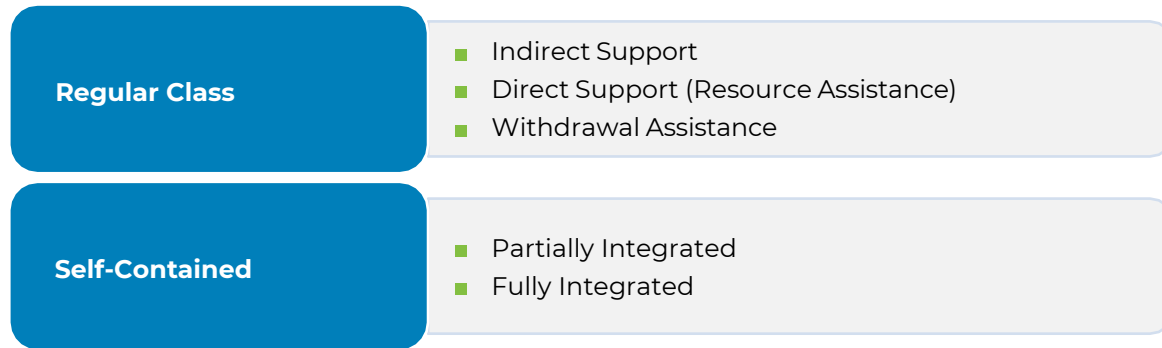 Regular Class
Indirect Support
Direct Support (Resource Assistance)
Withdrawal Assistance
Self-Contained
Partially Integrated
Fully Integrated